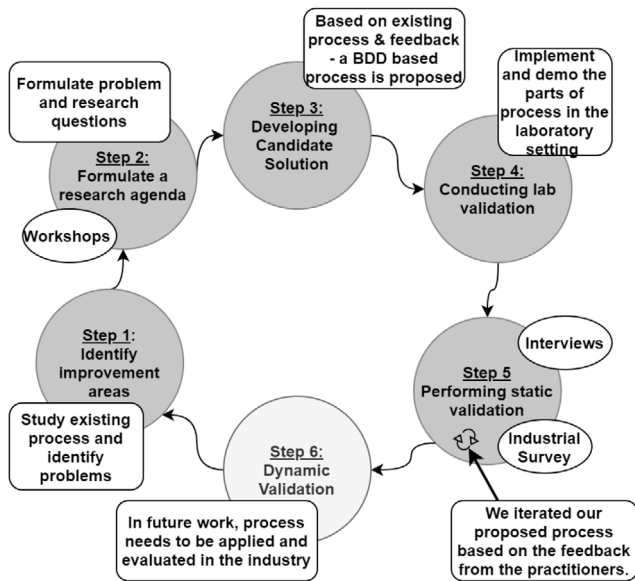 Step 1:
Identify
improvement
areas
Study existing
process and
identify
problems
Step 2:
Formulate a
research agenda
Formulate problem
and research
questions
Workshops
Step 3:
Developing
Candidate
Solution
Based on existing
process & feedback
- a BDD based
process is proposed
Step 4:
Conducting lab
validation
Implement
and demo the
parts of
process in the
laboratory
setting
Step 5
Performing static
validation
Interviews
Industrial
Survey
We iterated our
proposed process
based on the feedback
from the practitioners.
Step 6:
Dynamic
Validation
In future work, process
needs to be applied and
evaluated in the industry